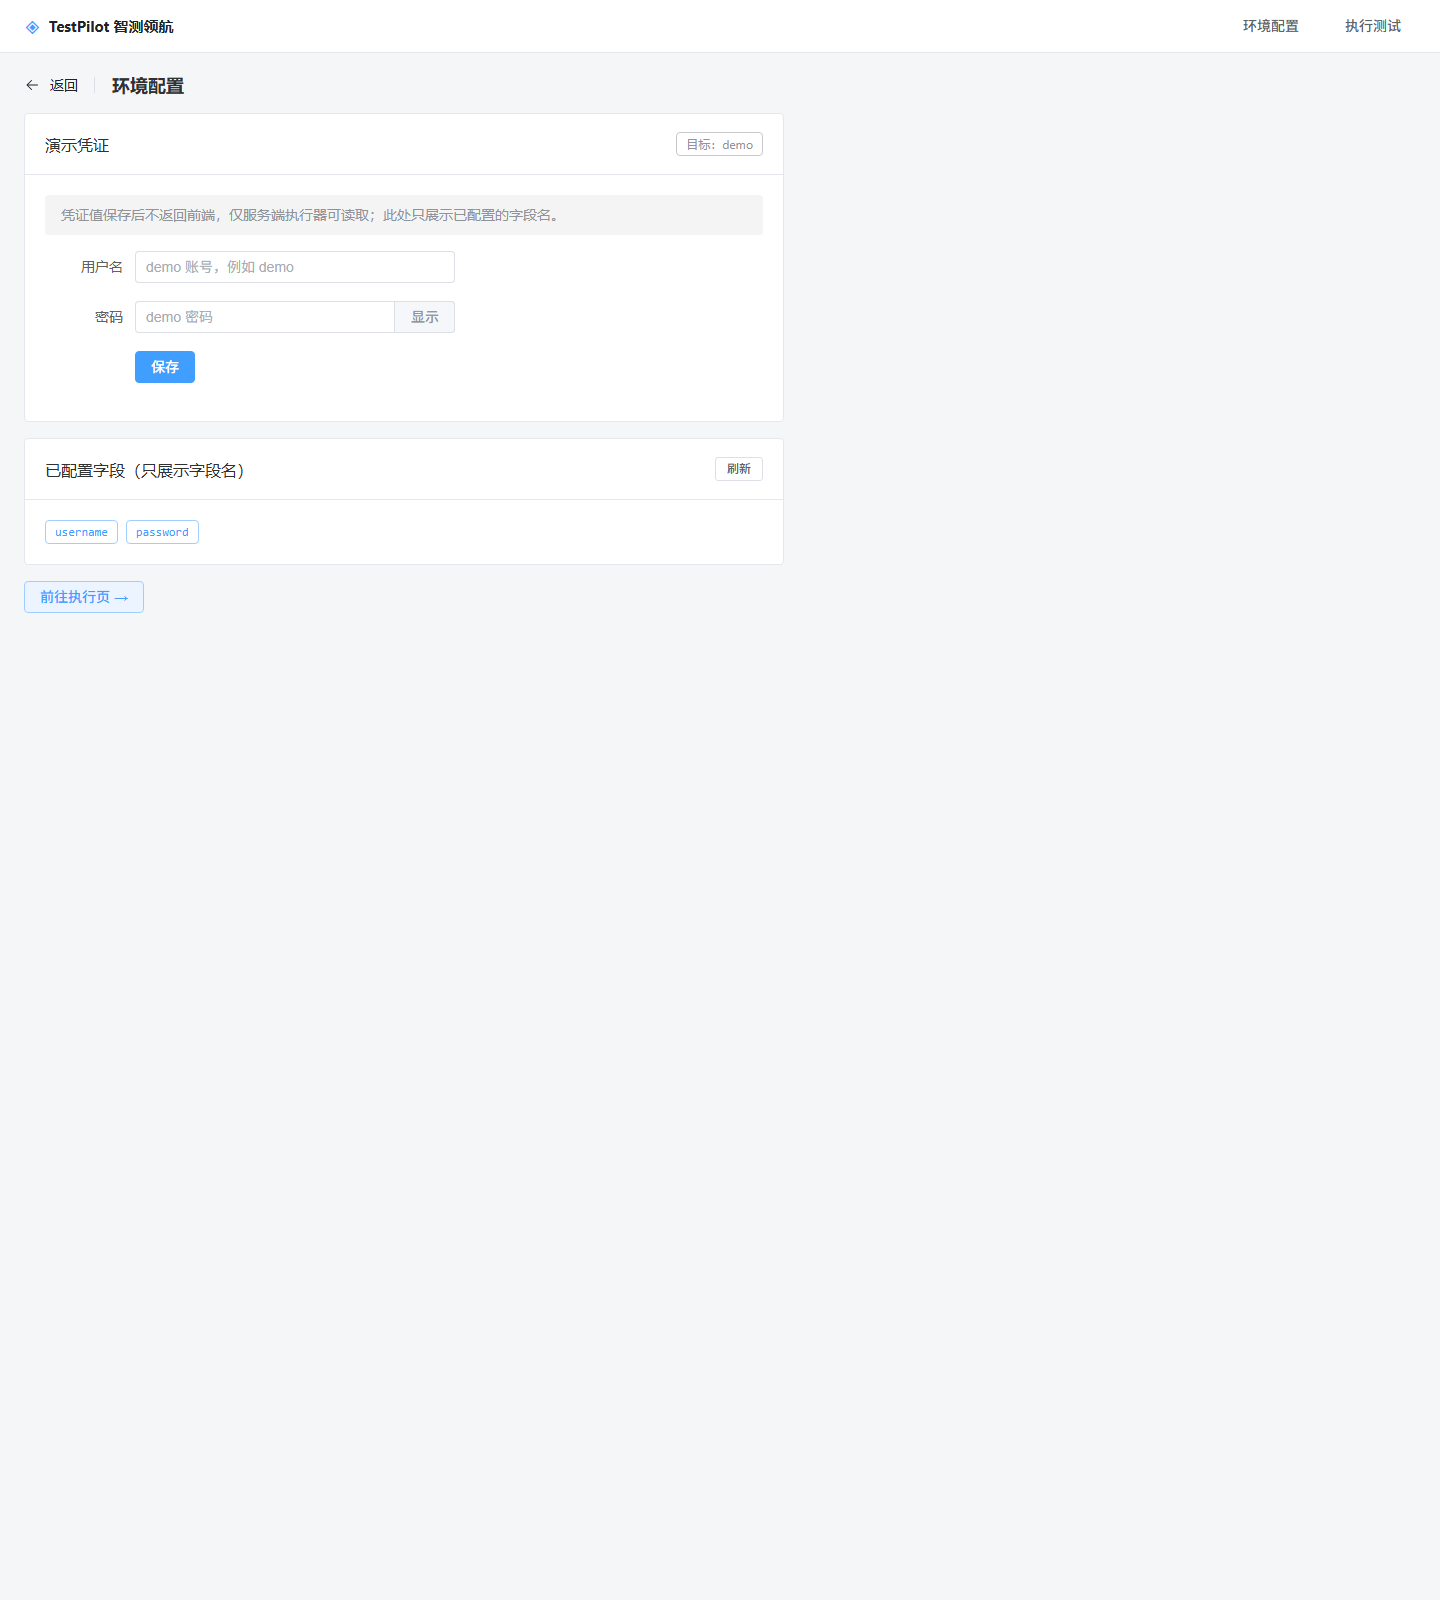 TestPilot 智测领航
环境配置
执行测试
← 返回
环境配置
演示凭证
目标：demo
凭证值保存后不返回前端，仅服务端执行器可读取；此处只展示已配置的字段名。
用户名
demo 账号，例如 demo
密码
demo 密码
显示
保存
已配置字段（只展示字段名）
刷新
username
password
前往执行页 →